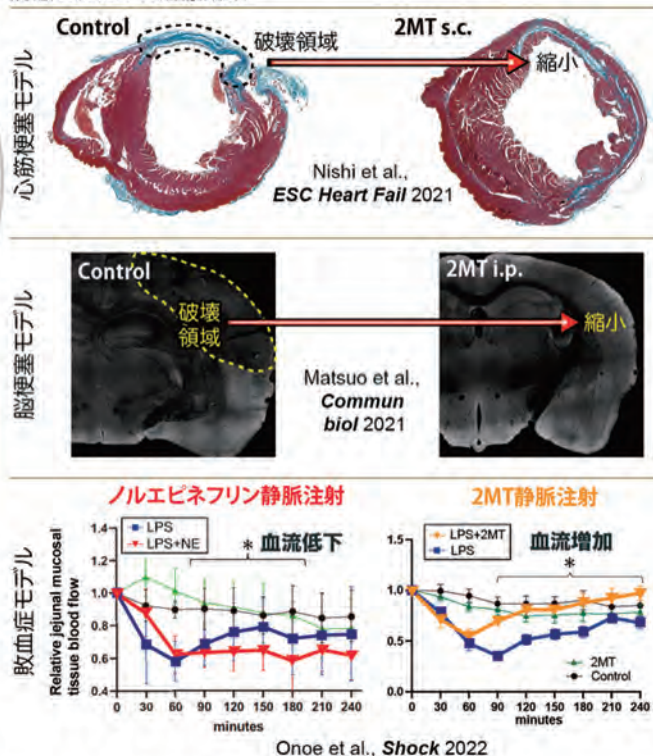 心筋梗塞モデル
Control
破壊領域
2MT s.c.
縮小
Nishi et al.,
ESC Heart Fail 2021
脳梗塞モデル
Control
破壊
領域
2MT i.p.
縮小
Matsuo et al.,
Commun
biol 2021
敗血症モデル
ノルエピネフリン静脈注射
Relative jejunal mucosal
tissue blood flow
1.4
1.2
1.0
0.8
0.6
0.4
LPS
LPS+NE
* 血流低下
0 30 60 90 120 150 180 210 240
minutes
2MT静脈注射
1.5
1.0
0.5
0.0
LPS+2MT
LPS
血流増加
*
2MT
Control
0 30 60 90 120 150 180 210 240
minutes
Onoe et al., Shock 2022